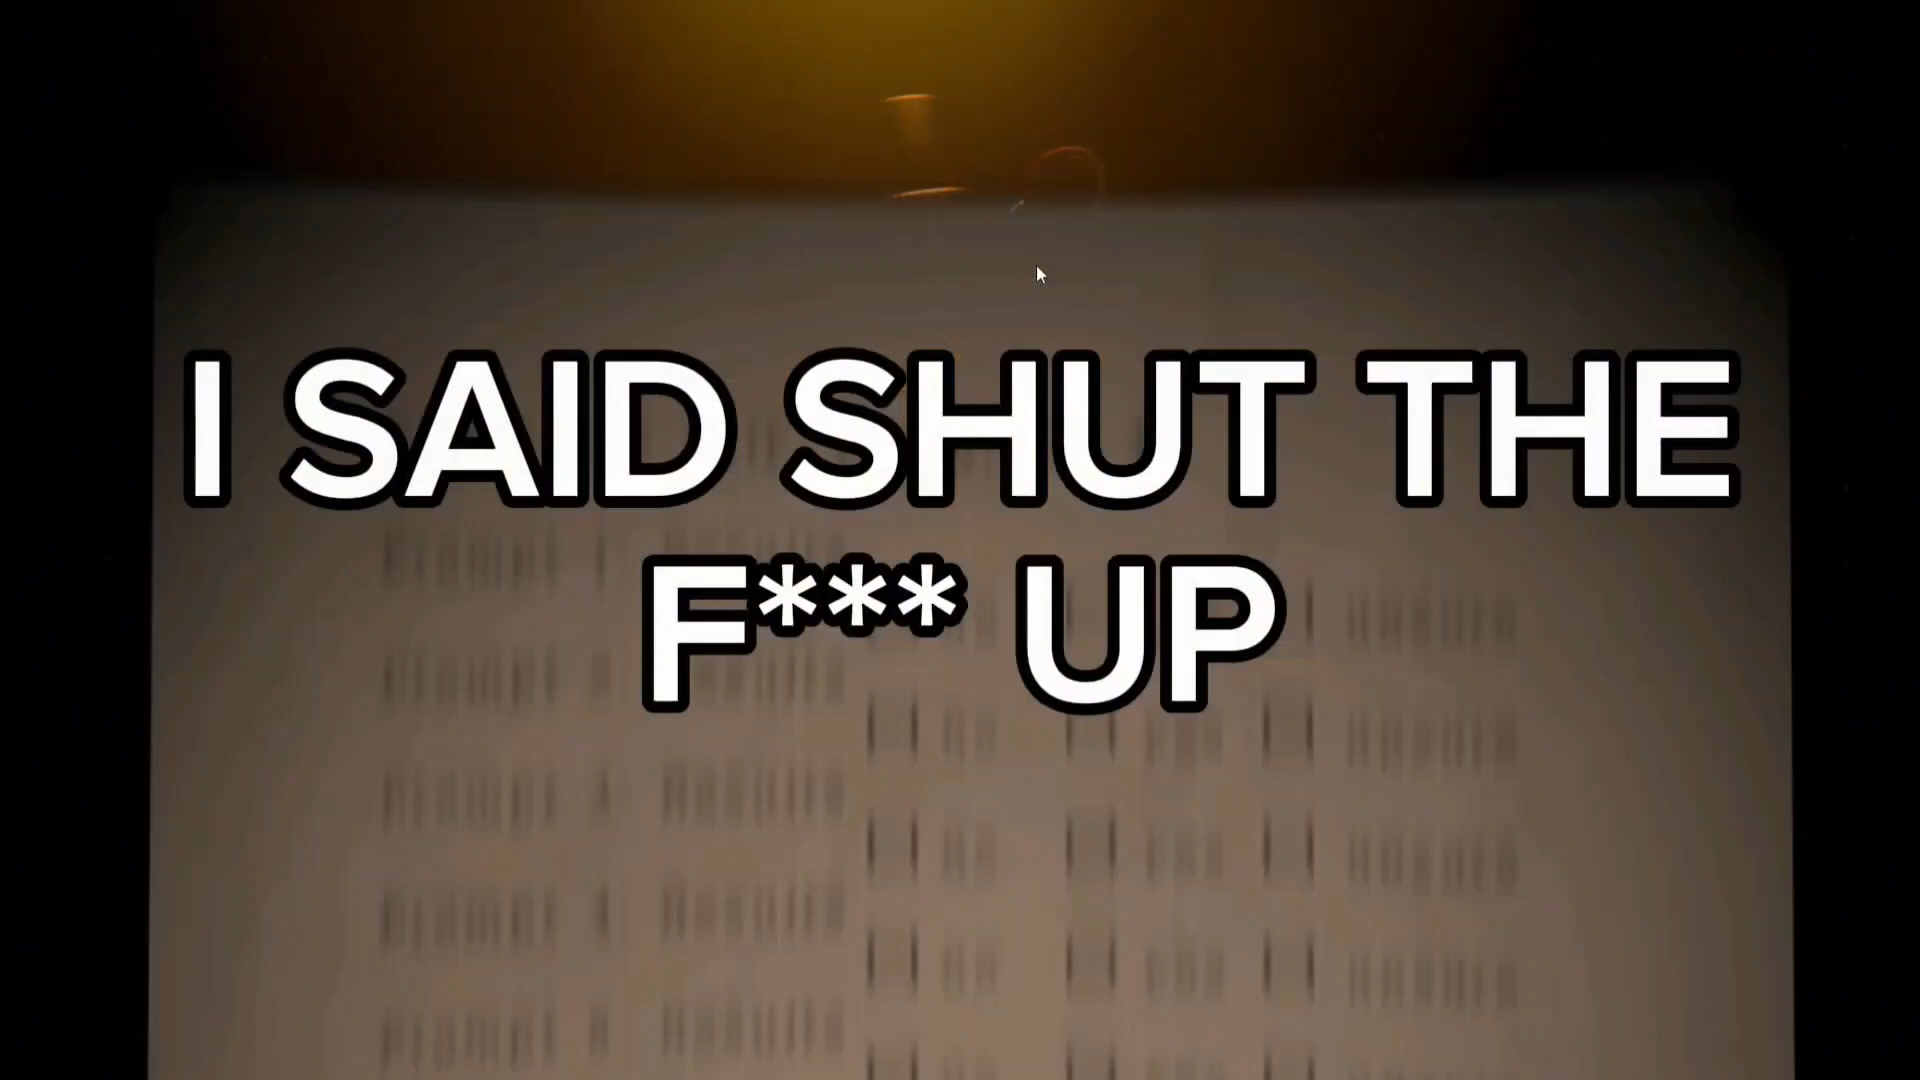 I SAID SHUT THE
F*** UP